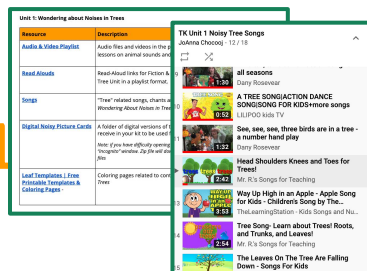 Unit 1: Wondering about Noises in Trees
Resource
Description
Audio & Video Playlist
Audio files and videos in the p
lessons on animal sounds and
Read Alouds
Read-Aloud links for Fiction &
Tree Unit in a playlist format.
Songs
"Tree" related songs, chants a
Wondering About Noises in Tre
Digital Noisy Picture Cards
A folder of digital versions of t
receive in your kit to be used
Note: if you have difficulty opening
"Incognito" window. Zip file will do
files
Leaf Templates | Free
Printable Templates &
Coloring Pages -
Coloring pages related to com
Trees
TK Unit 1 Noisy Tree Songs
JoAnna Chocooj - 12 / 18
all seasons
Dany Rosevear
1:30
A TREE SONG|ACTION DANCE
SONG|SONG FOR KIDS+more songs
LILIPOO kids TV
0:52
See, see, see, three birds are in a tree -
a number hand play
Dany Rosevear
1:32
Head Shoulders Knees and Toes for
Trees!
Mr. R.'s Songs for Teaching
2:47
Way Up High in an Apple - Apple Song
for Kids - Children's Song by The...
TheLearningStation - Kids Songs and Nu...
3:53
Tree Song- Learn about Trees! Roots,
and Trunks, and Leaves!
Mr. R.'s Songs for Teaching
2:54
The Leaves On The Tree Are Falling
Down - Songs For Kids